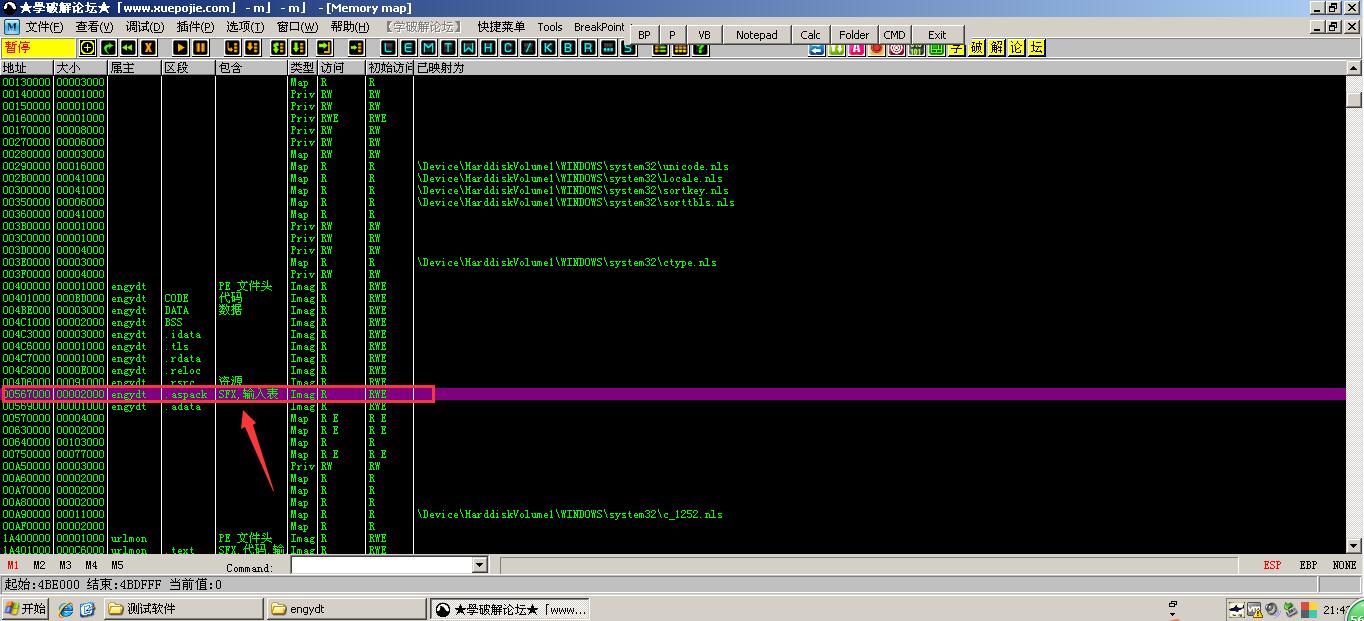 ★学破解论坛★「www.xuepojie.com」 - m」 - m」 - [Memory map]
M 文件(F) 查看(V) 调试(D) 插件(P) 选项(T) 窗口(W) 帮助(H) 【学破解论坛】 快捷菜单 Tools BreakPoint
BP P VB Notepad Calc Folder CMD Exit
暂停 L E M T W H C / K B R ... S ? A 字 破 解 论 坛
地址 大小 属主 区段 包含 类型 访问 初始访问 已映射为
00130000 00003000 Map R R
00140000 00001000 Priv RW RW
00150000 00001000 Priv RW RW
00160000 00001000 Priv RWE RWE
00170000 00008000 Priv RW RW
00270000 00006000 Priv RW RW
00280000 00003000 Map RW RW
00290000 00016000 Map R R \Device\HarddiskVolume1\WINDOWS\system32\unicode.nls
002B0000 00041000 Map R R \Device\HarddiskVolume1\WINDOWS\system32\locale.nls
00300000 00041000 Map R R \Device\HarddiskVolume1\WINDOWS\system32\sortkey.nls
00350000 00006000 Map R R \Device\HarddiskVolume1\WINDOWS\system32\sorttbls.nls
00360000 00041000 Map R R
003B0000 00001000 Priv RW RW
003C0000 00001000 Priv RW RW
003D0000 00004000 Priv RW RW
003E0000 00003000 Map R R \Device\HarddiskVolume1\WINDOWS\system32\ctype.nls
003F0000 00004000 Priv RW RW
00400000 00001000 engydt PE 文件头 Imag R RWE
00401000 000BD000 engydt CODE 代码 Imag R RWE
004BE000 00003000 engydt DATA 数据 Imag R RWE
004C1000 00002000 engydt BSS Imag R RWE
004C3000 00003000 engydt .idata Imag R RWE
004C6000 00001000 engydt .tls Imag R RWE
004C7000 00001000 engydt .rdata Imag R RWE
004C8000 0000E000 engydt .reloc Imag R RWE
004D6000 00091000 engydt .rsrc 资源 Imag R RWE
00567000 00002000 engydt .aspack SFX,输入表 Imag R RWE
00569000 00001000 engydt .adata Imag R RWE
00570000 00004000 Map R E R E
00630000 00002000 Map R E R E
00640000 00103000 Map R R
00750000 00077000 Map R E R E
00A50000 00003000 Priv RW RW
00A60000 00002000 Map R R
00A70000 00002000 Map R R
00A80000 00002000 Map R R
00A90000 00011000 Map R R \Device\HarddiskVolume1\WINDOWS\system32\c_1252.nls
00AF0000 00002000 Map R R
1A400000 00001000 urlmon PE 文件头 Imag R RWE
1A401000 000C6000 urlmon .text SFX,代码,输 Imag R RWE
M1 M2 M3 M4 M5 Command: ESP EBP NONE
起始:4BE000 结束:4BDFFF 当前值:0
开始 测试软件 engydt ★学破解论坛★「www...